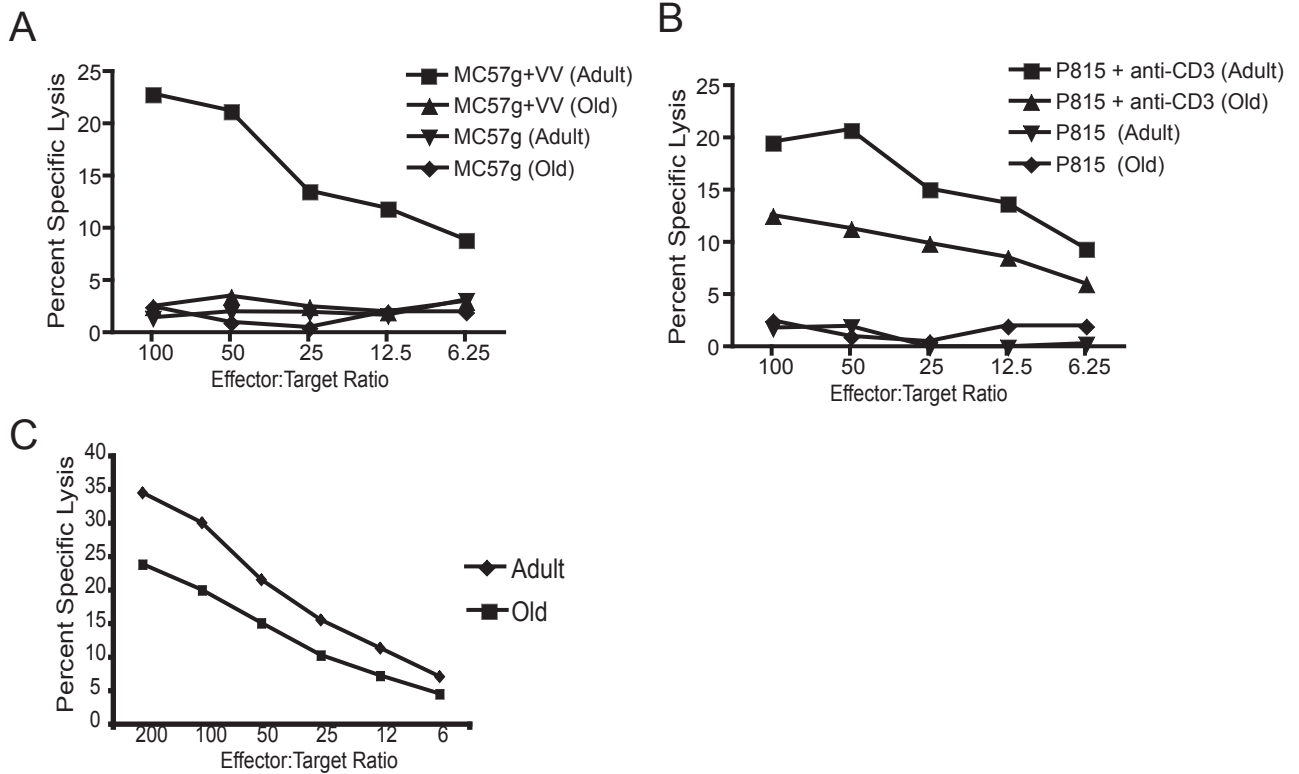 A
Percent Specific Lysis
25
20
15
10
5
0
100 50 25 12.5 6.25
Effector:Target Ratio
MC57g+VV (Adult)
MC57g+VV (Old)
MC57g (Adult)
MC57g (Old)
B
Percent Specific Lysis
25
20
15
10
5
0
100 50 25 12.5 6.25
Effector:Target Ratio
P815 + anti-CD3 (Adult)
P815 + anti-CD3 (Old)
P815 (Adult)
P815 (Old)
C
Percent Specific Lysis
40
35
30
25
20
15
10
5
0
200 100 50 25 12 6
Effector:Target Ratio
Adult
Old